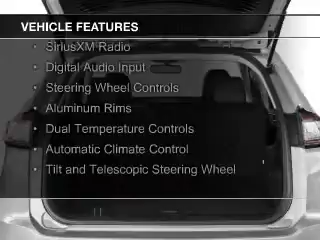 VEHICLE FEATURES
• SiriusXM Radio
• Digital Audio Input
• Steering Wheel Controls
• Aluminum Rims
• Dual Temperature Controls
• Automatic Climate Control
• Tilt and Telescopic Steering Wheel